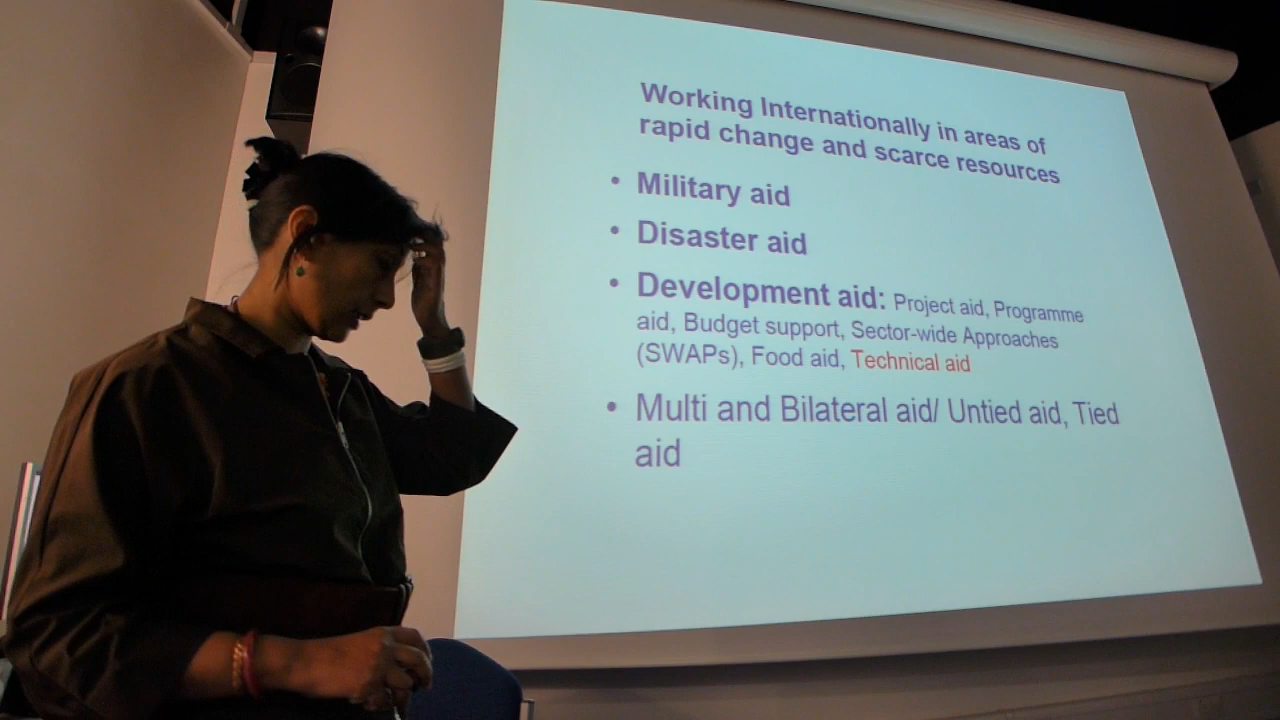 Working Internationally in areas of
rapid change and scarce resources
• Military aid
• Disaster aid
• Development aid: Project aid, Programme
aid, Budget support, Sector-wide Approaches
(SWAPs), Food aid, Technical aid
• Multi and Bilateral aid/ Untied aid, Tied
aid